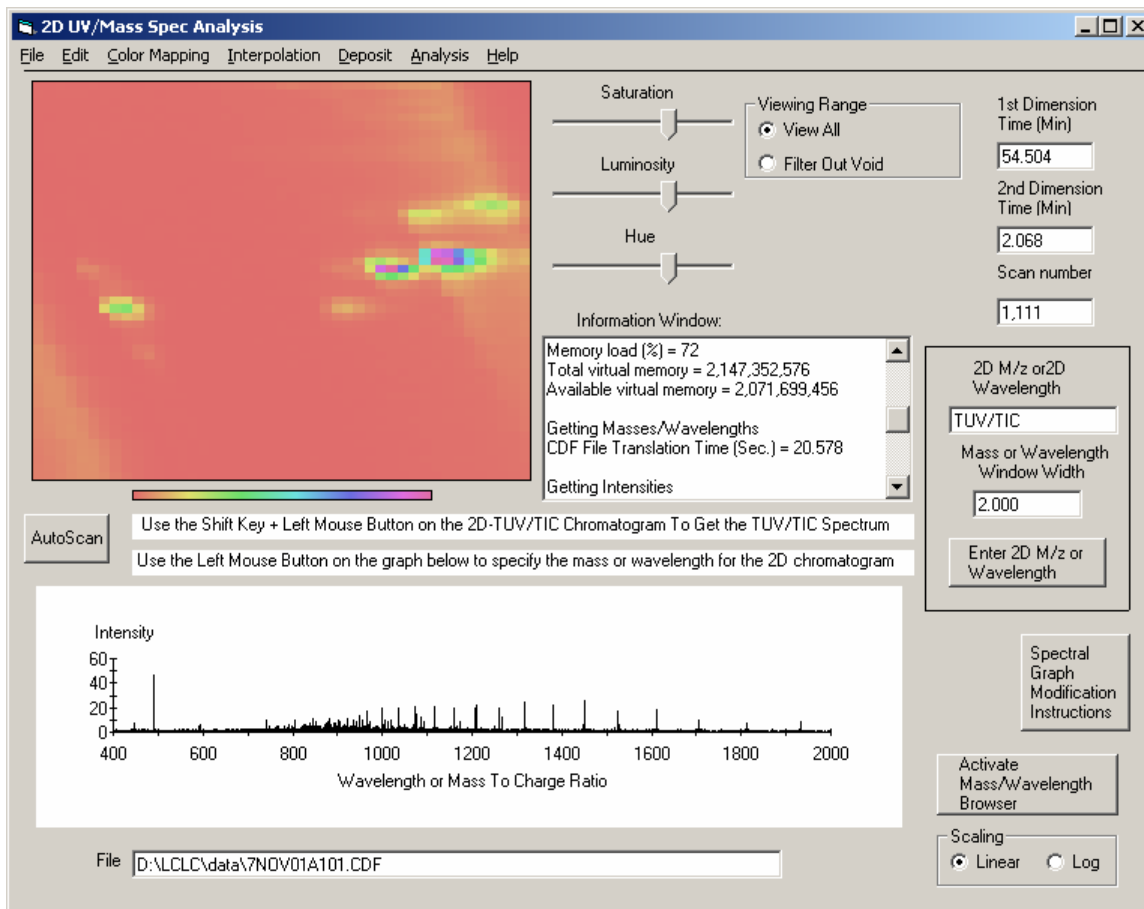 2D UV/Mass Spec Analysis
File Edit Color Mapping Interpolation Deposit Analysis Help
Saturation
Luminosity
Hue
Viewing Range
View All
Filter Out Void
1st Dimension
Time (Min)
54.504
2nd Dimension
Time (Min)
2.068
Scan number
1,111
Information Window:
Memory load (%) = 72
Total virtual memory = 2,147,352,576
Available virtual memory = 2,071,699,456
Getting Masses/Wavelengths
CDF File Translation Time (Sec.) = 20.578
Getting Intensities
2D M/z or2D
Wavelength
TUV/TIC
Mass or Wavelength
Window Width
2.000
Enter 2D M/z or
Wavelength
AutoScan
Use the Shift Key + Left Mouse Button on the 2D-TUV/TIC Chromatogram To Get the TUV/TIC Spectrum
Use the Left Mouse Button on the graph below to specify the mass or wavelength for the 2D chromatogram
Intensity
60
40
20
0
400 600 800 1000 1200 1400 1600 1800 2000
Wavelength or Mass To Charge Ratio
Spectral
Graph
Modification
Instructions
Activate
Mass/Wavelength
Browser
Scaling
Linear Log
File D:\LCLC\data\7NOV01A101.CDF